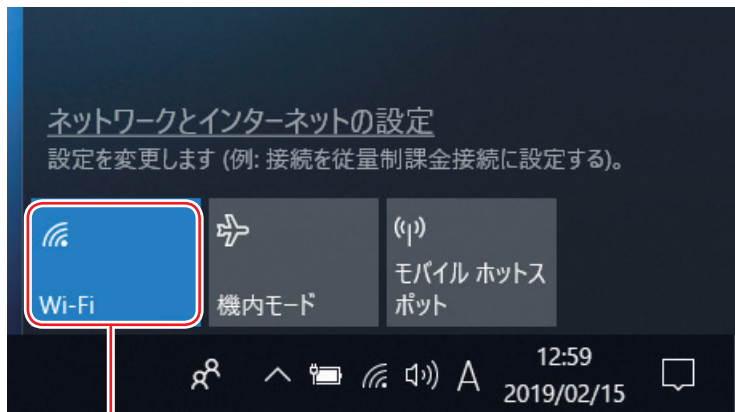 ネットワークとインターネットの設定
設定を変更します (例: 接続を従量制課金接続に設定する)。
Wi-Fi
機内モード
モバイル ホットス
ポット
A
12:59
2019/02/15